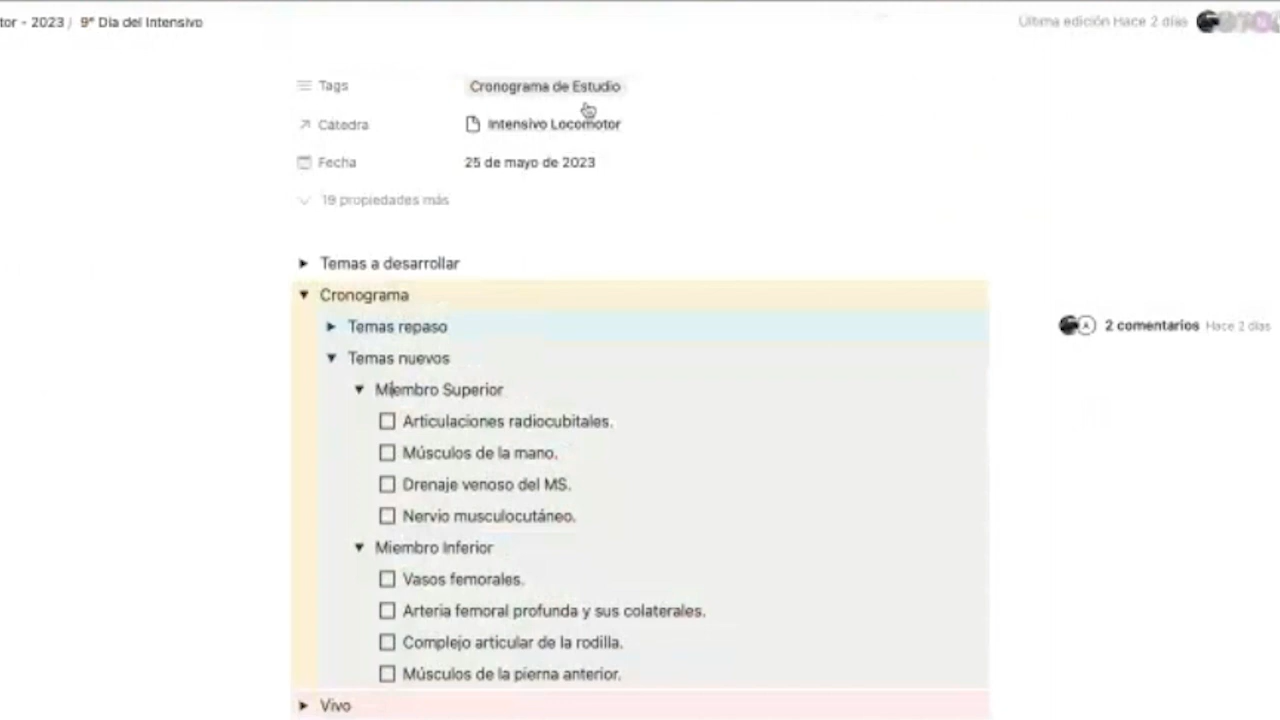 tor - 2023 / 9° Día del Intensivo
Última edición Hace 2 días
Tags Cronograma de Estudio
Cátedra Intensivo Locomotor
Fecha 25 de mayo de 2023
19 propiedades más
Temas a desarrollar
Cronograma
Temas repaso
2 comentarios Hace 2 días
Temas nuevos
Miembro Superior
Articulaciones radiocubitales.
Músculos de la mano.
Drenaje venoso del MS.
Nervio musculocutáneo.
Miembro Inferior
Vasos femorales.
Arteria femoral profunda y sus colaterales.
Complejo articular de la rodilla.
Músculos de la pierna anterior.
Vivo